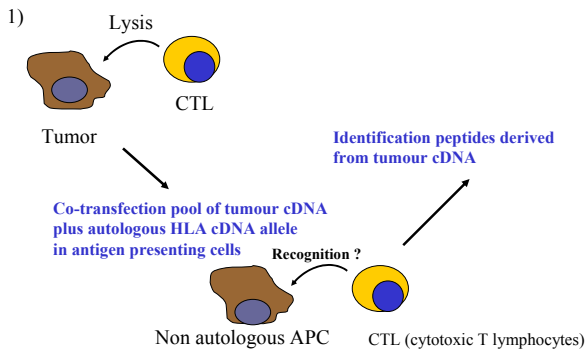 1)
Lysis
CTL
Tumor
Identification peptides derived
from tumour cDNA
Co-transfection pool of tumour cDNA
plus autologous HLA cDNA allele
in antigen presenting cells
Recognition ?
Non autologous APC
CTL (cytotoxic T lymphocytes)